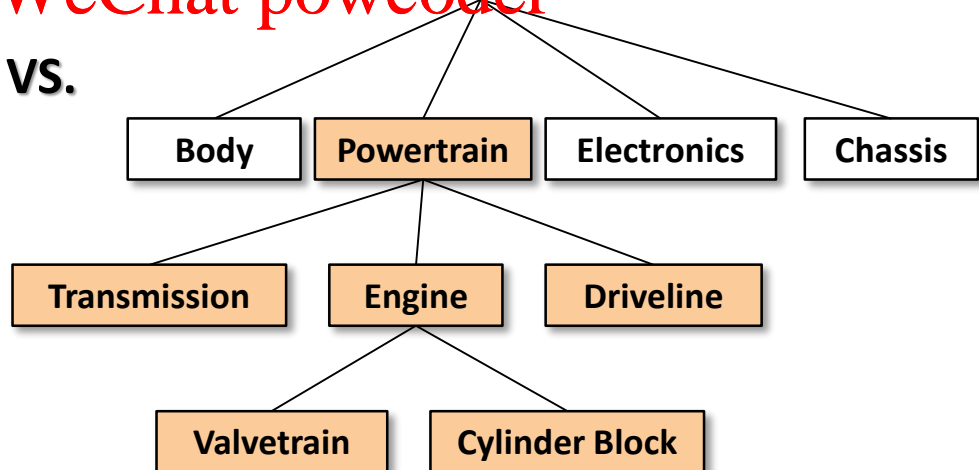 WeChat powcoder
VS.
Body Powertrain Electronics Chassis
Transmission Engine Driveline
Valvetrain Cylinder Block